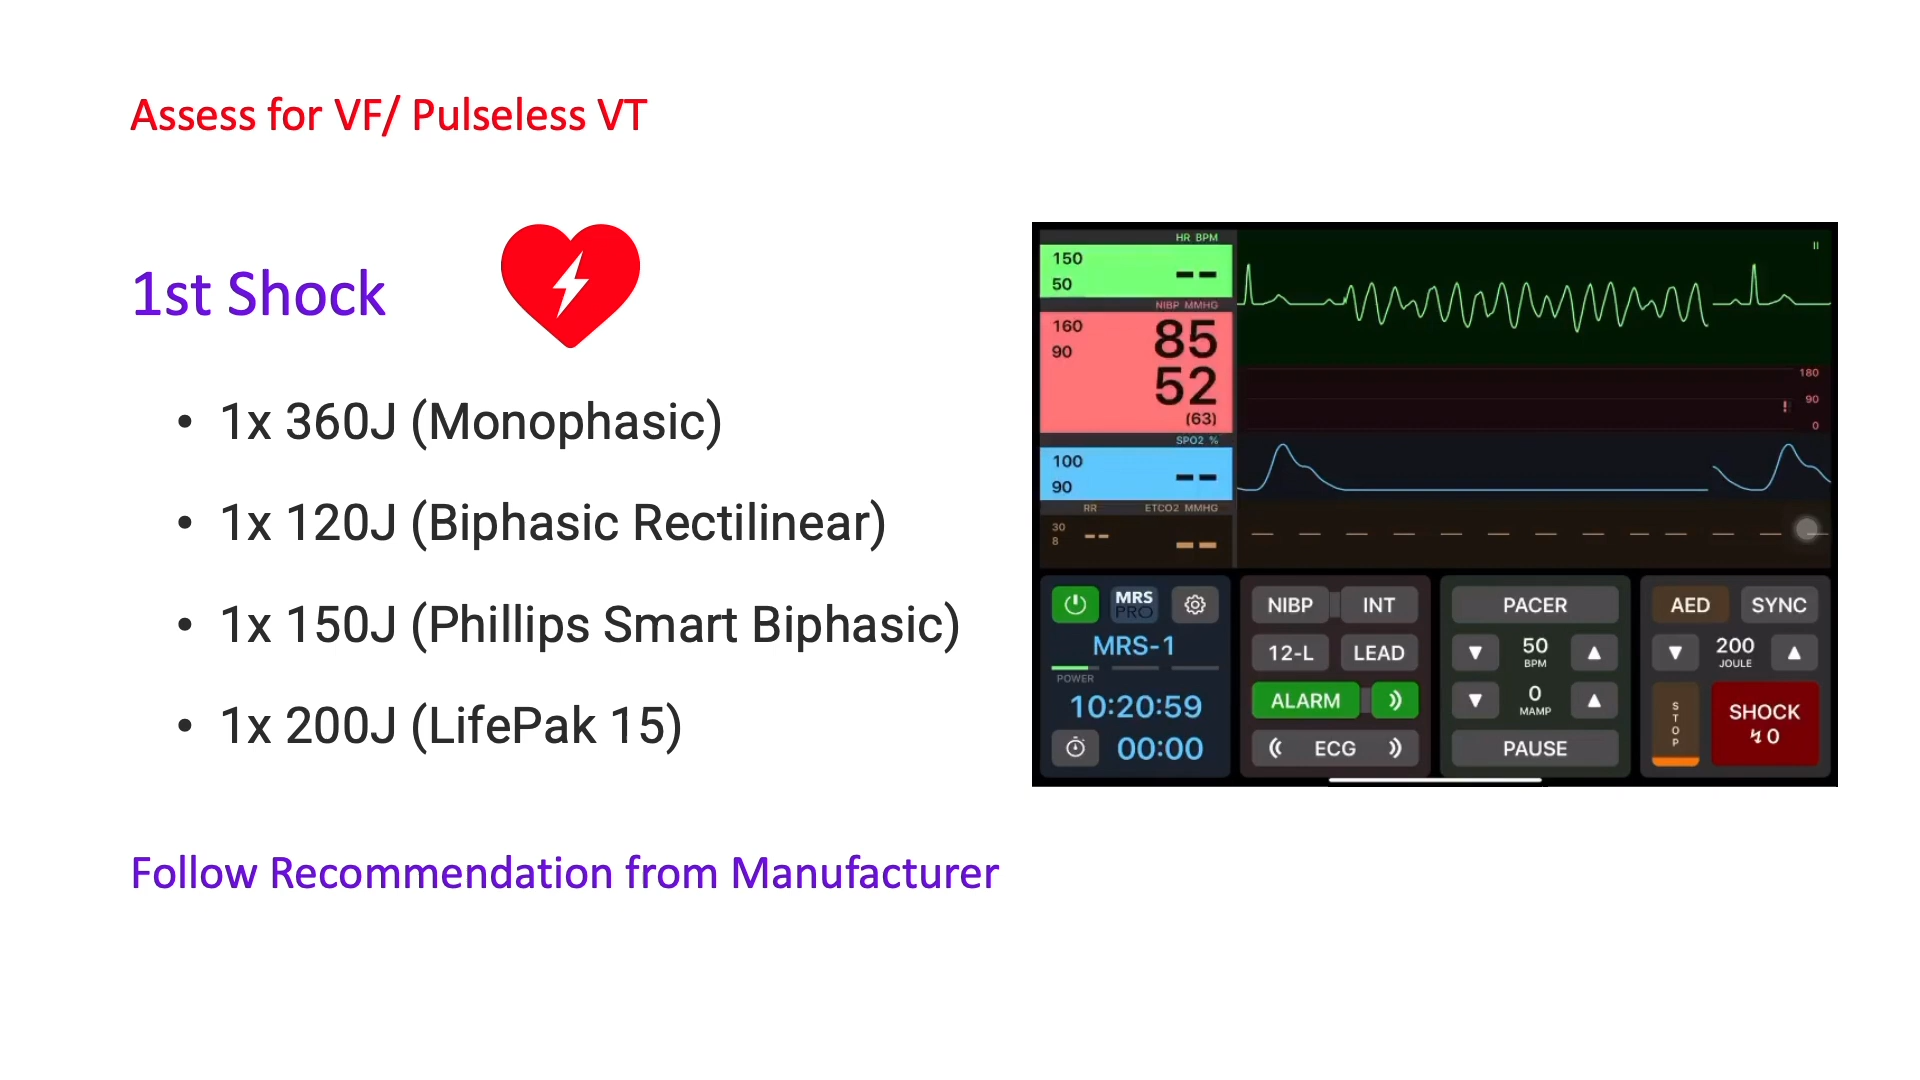 Assess for VF/ Pulseless VT
1st Shock
• 1x 360J (Monophasic)
• 1x 120J (Biphasic Rectilinear)
• 1x 150J (Phillips Smart Biphasic)
• 1x 200J (LifePak 15)
Follow Recommendation from Manufacturer
HR BPM
150
50
--
NIBP MMHG
160
90
85
52
(63)
SPO2 %
100
90
--
RR
ETCO2 MMHG
30
8
--
--
II
180
90
0
!
MRS
PRO
MRS-1
POWER
10:20:59
00:00
NIBP INT
12-L LEAD
ALARM
ECG
PACER
50
BPM
0
MAMP
PAUSE
AED SYNC
200
JOULE
STOP
SHOCK
0